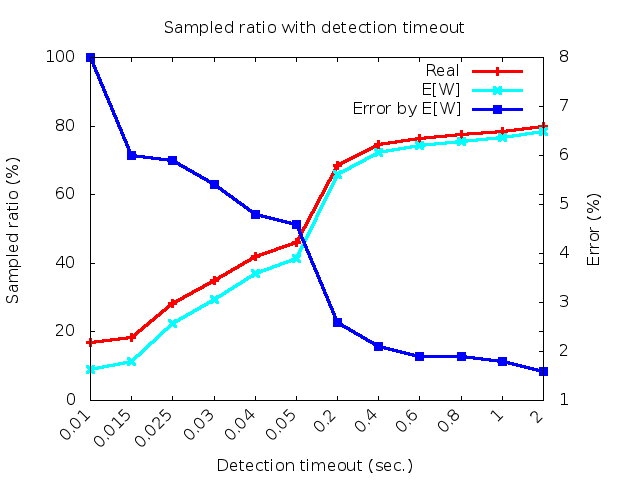 Sampled ratio with detection timeout
Real
E[W]
Error by E[W]
Sampled ratio (%)
100
80
60
40
20
0
Error (%)
8
7
6
5
4
3
2
1
0.01 0.015 0.025 0.03 0.04 0.05 0.2 0.4 0.6 0.8 1 2
Detection timeout (sec.)